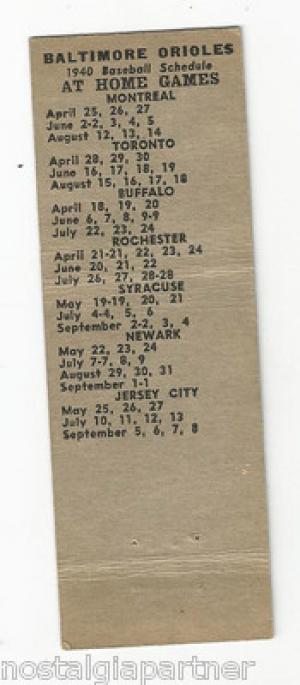 BALTIMORE ORIOLES
1940 Baseball Schedule
AT HOME GAMES
MONTREAL
April 25, 26, 27
June 2-2, 3, 4, 5
August 12, 13, 14
TORONTO
April 28, 29, 30
June 16, 17, 18, 19
August 15, 16, 17, 18
BUFFALO
April 18, 19, 20
June 6, 7, 8, 9-9
July 22, 23, 24
ROCHESTER
April 21-21, 22, 23, 24
June 20, 21, 22
July 26, 27, 28-28
SYRACUSE
May 19-19, 20, 21
July 4-4, 5, 6
September 2-2, 3, 4
NEWARK
May 22, 23, 24
July 7-7, 8, 9
August 29, 30, 31
September 1-1
JERSEY CITY
May 25, 26, 27
July 10, 11, 12, 13
September 5, 6, 7, 8
nostalgiapartner